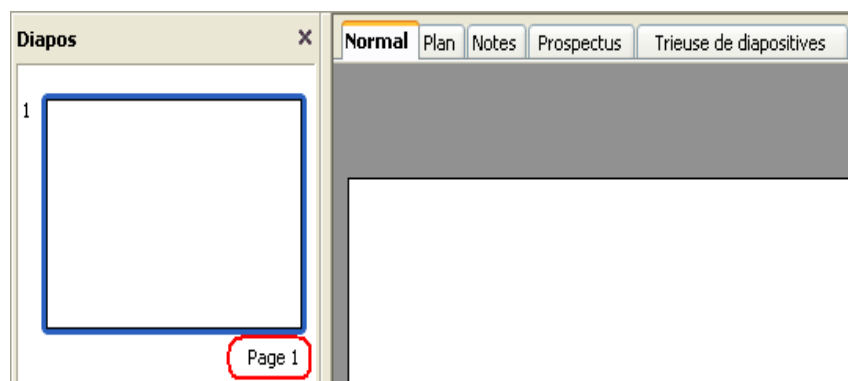 Diapos
Normal Plan Notes Prospectus Trieuse de diapositives
1
Page 1